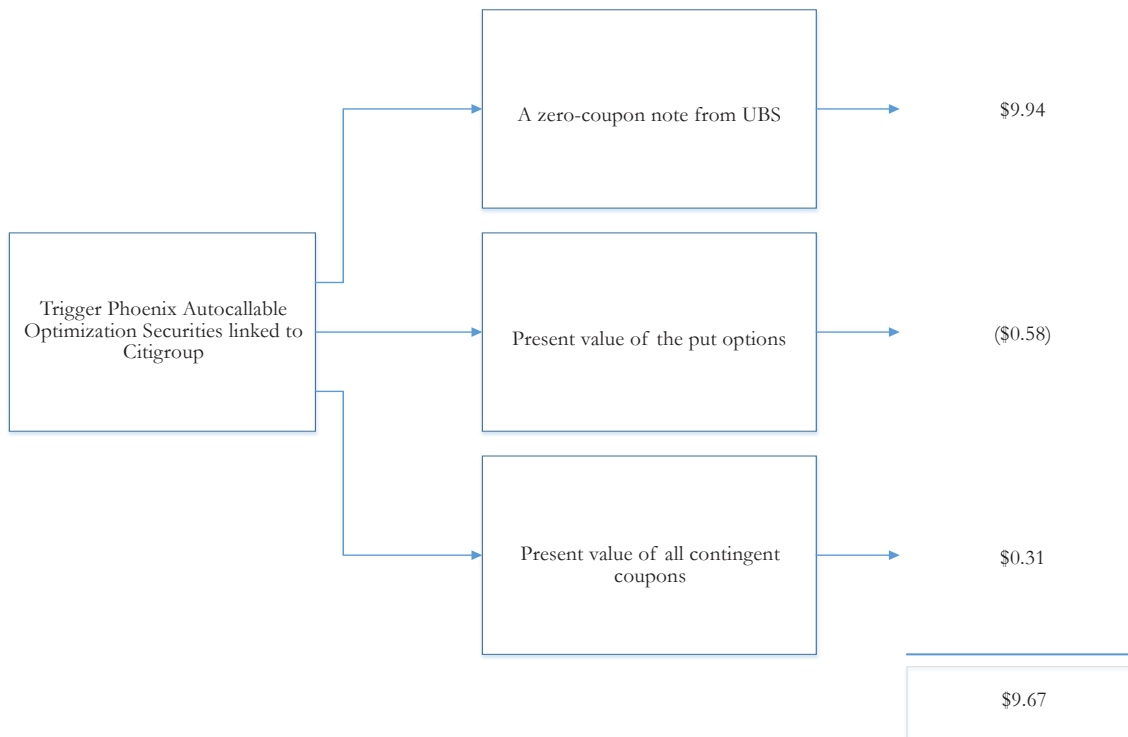 A zero-coupon note from UBS
$9.94
Trigger Phoenix Autocallable
Optimization Securities linked to
Citigroup
Present value of the put options
($0.58)
Present value of all contingent
coupons
$0.31
$9.67